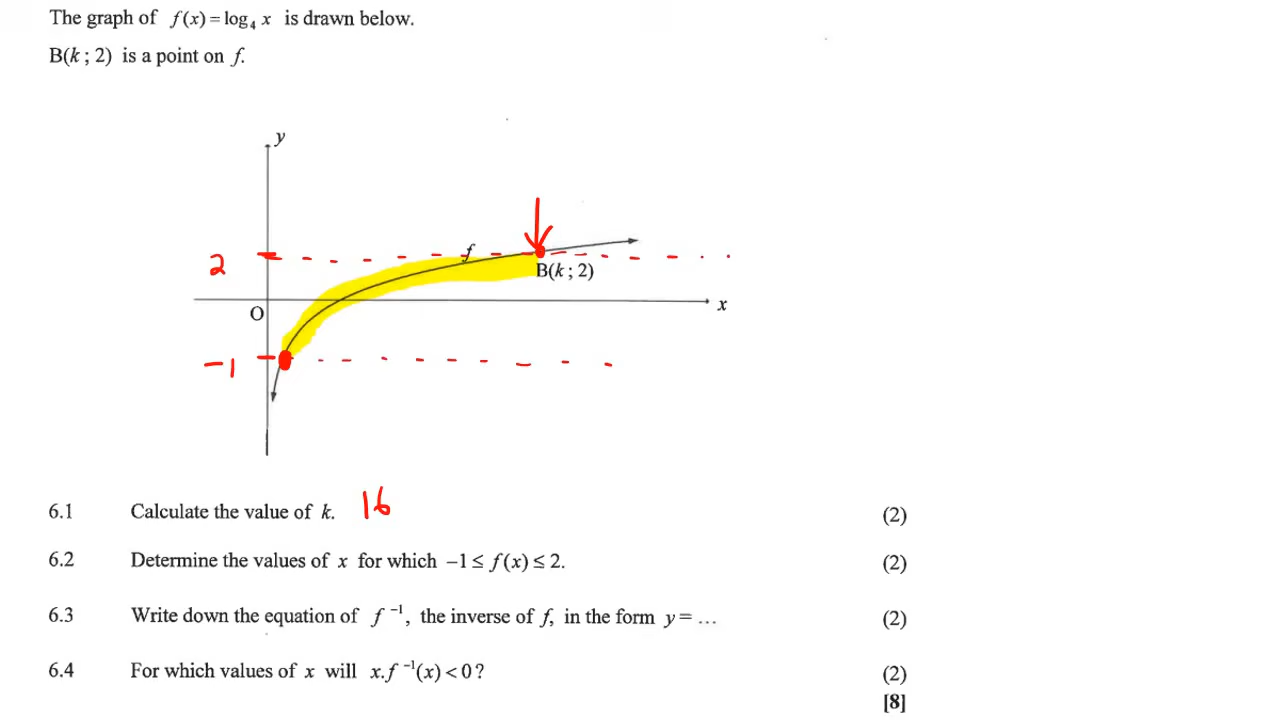 The graph of f(x) = log₄ x is drawn below.
B(k ; 2) is a point on f.
y
2
f
B(k ; 2)
O
x
−1
6.1 Calculate the value of k. 16 (2)
6.2 Determine the values of x for which −1 ≤ f(x) ≤ 2. (2)
6.3 Write down the equation of f⁻¹, the inverse of f, in the form y = ... (2)
6.4 For which values of x will x.f⁻¹(x) < 0 ? (2)
[8]